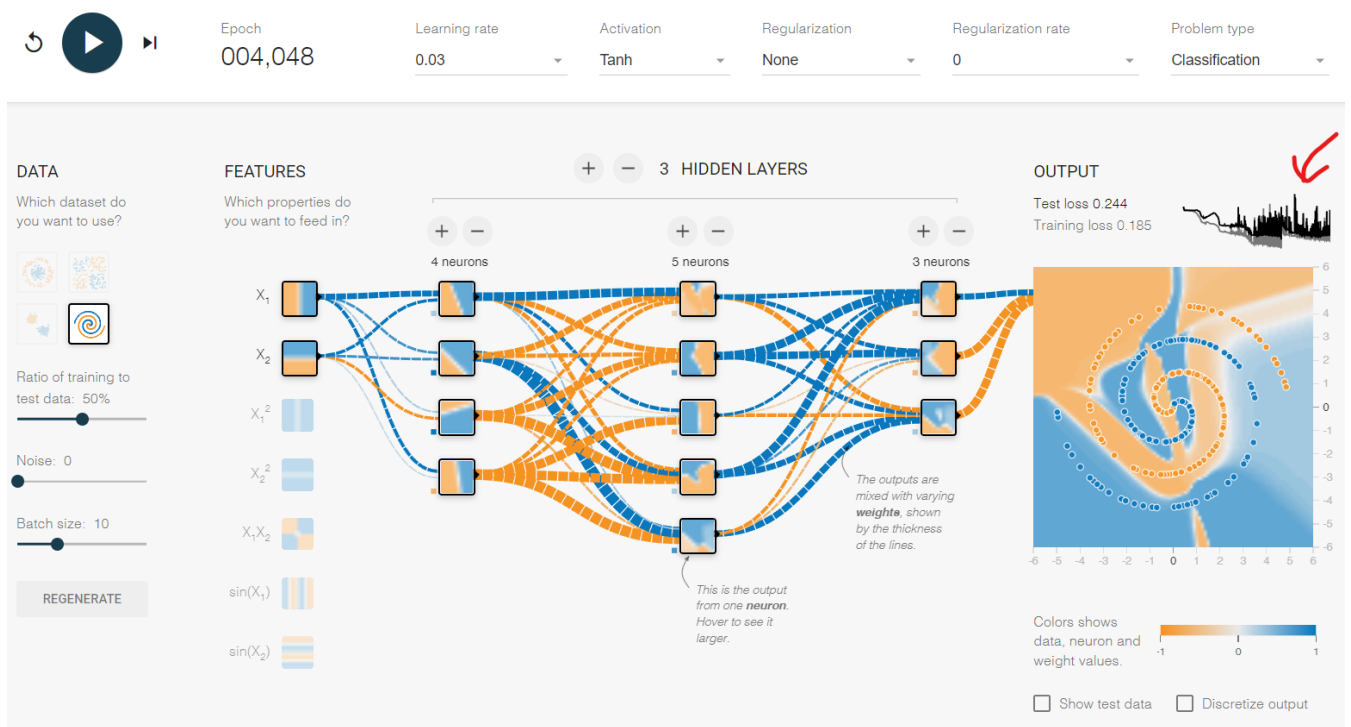 Epoch
004,048
Learning rate
0.03
Activation
Tanh
Regularization
None
Regularization rate
0
Problem type
Classification
DATA
Which dataset do
you want to use?
Ratio of training to
test data: 50%
Noise: 0
Batch size: 10
REGENERATE
FEATURES
Which properties do
you want to feed in?
X₁
X₂
X₁²
X₂²
X₁X₂
sin(X₁)
sin(X₂)
+ − 3 HIDDEN LAYERS
+ −
4 neurons
+ −
5 neurons
+ −
3 neurons
The outputs are
mixed with varying
weights, shown
by the thickness
of the lines.
This is the output
from one neuron.
Hover to see it
larger.
OUTPUT
Test loss 0.244
Training loss 0.185
6
5
4
3
2
1
0
-1
-2
-3
-4
-5
-6
-6 -5 -4 -3 -2 -1 0 1 2 3 4 5 6
Colors shows
data, neuron and
weight values.
-1 0 1
Show test data
Discretize output